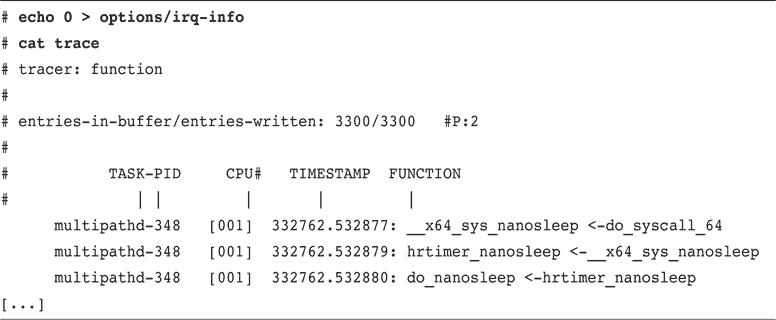 # echo 0 > options/irq-info
# cat trace
# tracer: function
#
# entries-in-buffer/entries-written: 3300/3300   #P:2
#
#           TASK-PID     CPU#   TIMESTAMP  FUNCTION
#              | |         |       |         |
      multipathd-348   [001]  332762.532877: __x64_sys_nanosleep <-do_syscall_64
      multipathd-348   [001]  332762.532879: hrtimer_nanosleep <-__x64_sys_nanosleep
      multipathd-348   [001]  332762.532880: do_nanosleep <-hrtimer_nanosleep
[...]